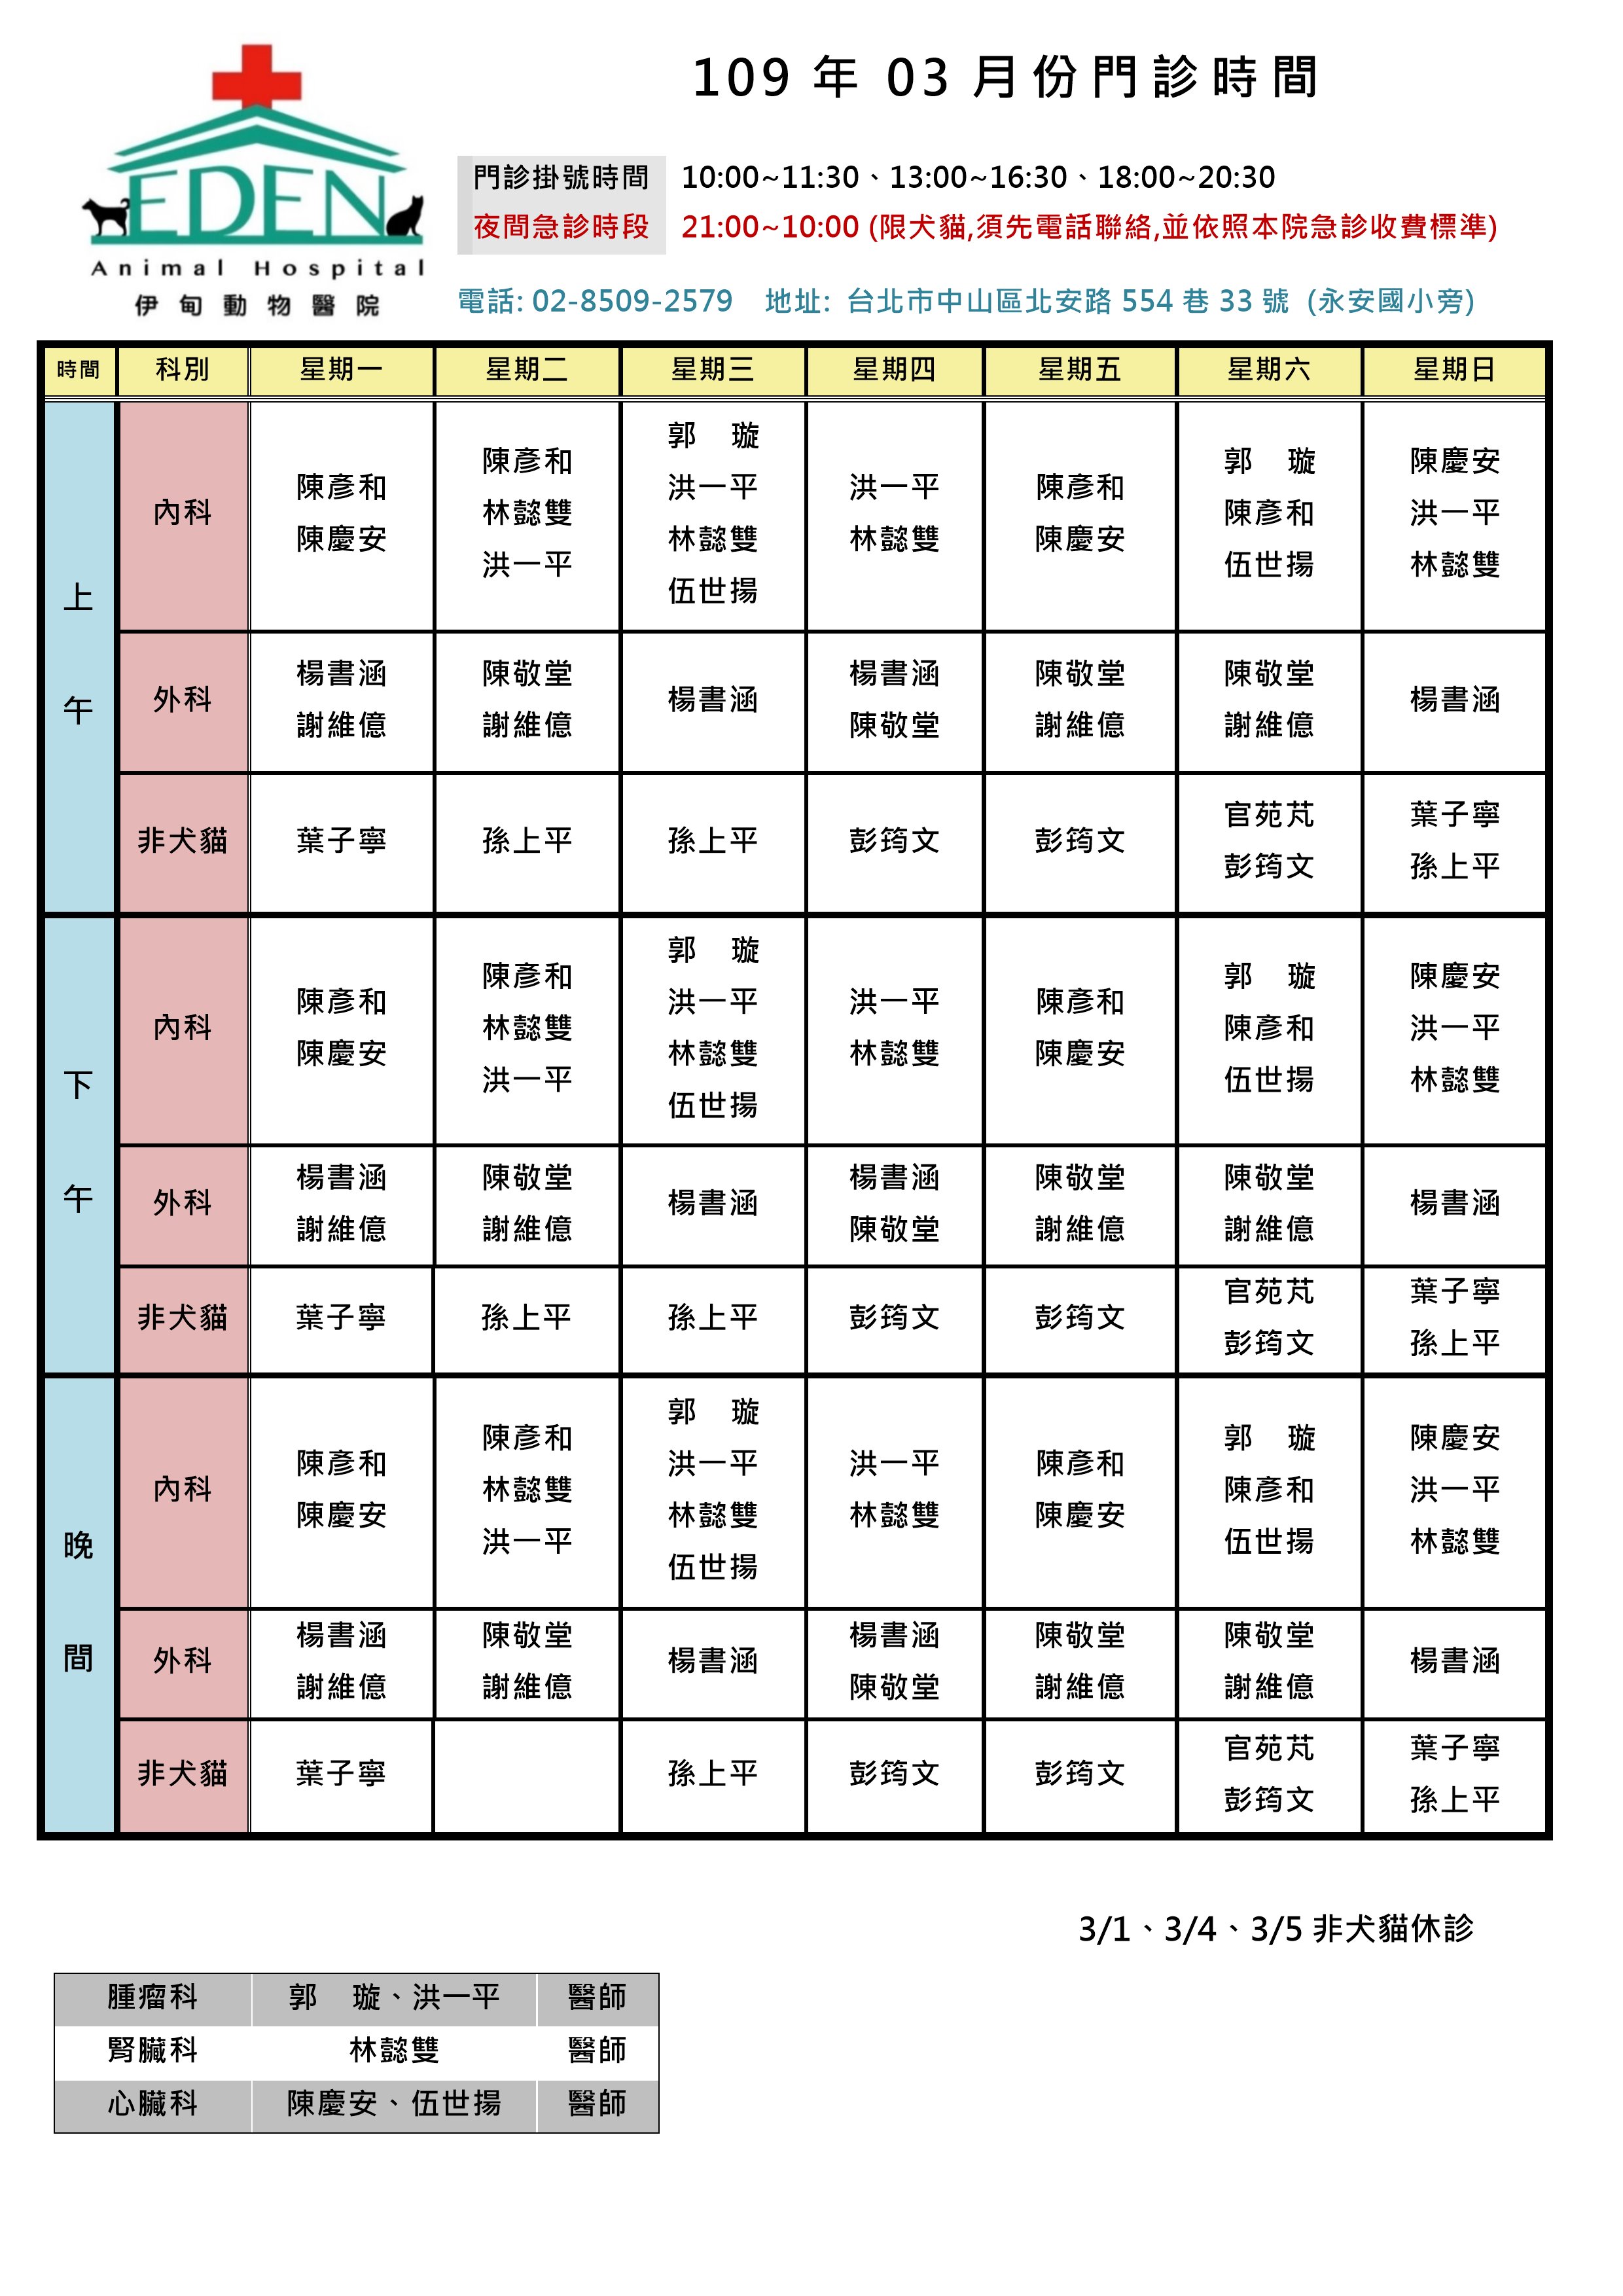 109 年 03 月份門診時間
EDEN
Animal Hospital
伊甸動物醫院
門診掛號時間 10:00~11:30、13:00~16:30、18:00~20:30
夜間急診時段 21:00~10:00 (限犬貓,須先電話聯絡,並依照本院急診收費標準)
電話: 02-8509-2579 地址: 台北市中山區北安路 554 巷 33 號 (永安國小旁)
時間 科別 星期一 星期二 星期三 星期四 星期五 星期六 星期日
上午
內科
陳彥和
陳慶安
陳彥和
林懿雙
洪一平
郭 璇
洪一平
林懿雙
伍世揚
洪一平
林懿雙
陳彥和
陳慶安
郭 璇
陳彥和
伍世揚
陳慶安
洪一平
林懿雙
外科
楊書涵
謝維億
陳敬堂
謝維億
楊書涵
楊書涵
陳敬堂
陳敬堂
謝維億
陳敬堂
謝維億
楊書涵
非犬貓
葉子寧
孫上平
孫上平
彭筠文
彭筠文
官苑芃
彭筠文
葉子寧
孫上平
下午
內科
陳彥和
陳慶安
陳彥和
林懿雙
洪一平
郭 璇
洪一平
林懿雙
伍世揚
洪一平
林懿雙
陳彥和
陳慶安
郭 璇
陳彥和
伍世揚
陳慶安
洪一平
林懿雙
外科
楊書涵
謝維億
陳敬堂
謝維億
楊書涵
楊書涵
陳敬堂
陳敬堂
謝維億
陳敬堂
謝維億
楊書涵
非犬貓
葉子寧
孫上平
孫上平
彭筠文
彭筠文
官苑芃
彭筠文
葉子寧
孫上平
晚間
內科
陳彥和
陳慶安
陳彥和
林懿雙
洪一平
郭 璇
洪一平
林懿雙
伍世揚
洪一平
林懿雙
陳彥和
陳慶安
郭 璇
陳彥和
伍世揚
陳慶安
洪一平
林懿雙
外科
楊書涵
謝維億
陳敬堂
謝維億
楊書涵
楊書涵
陳敬堂
陳敬堂
謝維億
陳敬堂
謝維億
楊書涵
非犬貓
葉子寧
孫上平
彭筠文
彭筠文
官苑芃
彭筠文
葉子寧
孫上平
3/1、3/4、3/5 非犬貓休診
腫瘤科 郭 璇、洪一平 醫師
腎臟科 林懿雙 醫師
心臟科 陳慶安、伍世揚 醫師